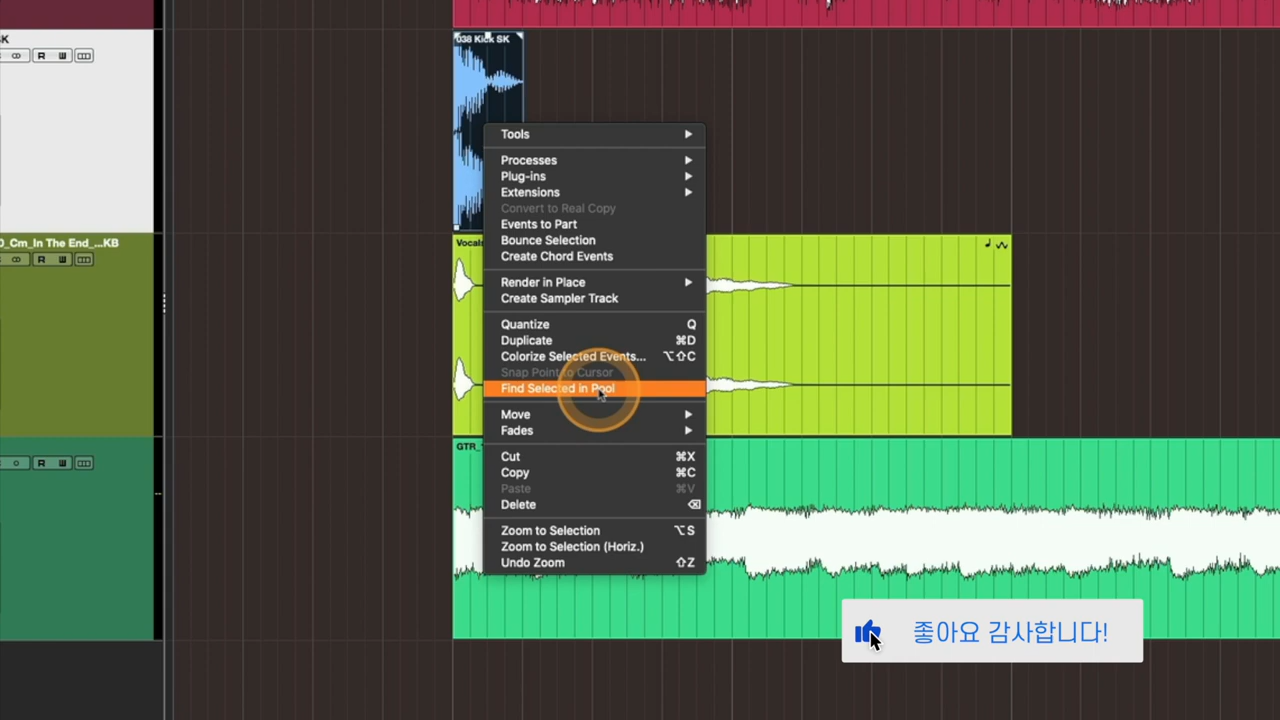 SK
R W
038 Kick SK
Tools
Processes
Plug-ins
Extensions
Convert to Real Copy
Events to Part
Bounce Selection
Create Chord Events
Render in Place
Create Sampler Track
Quantize Q
Duplicate ⌘D
Colorize Selected Events... ⌥⇧C
Snap Point to Cursor
Find Selected in Pool
Move
Fades
Cut ⌘X
Copy ⌘C
Paste ⌘V
Delete ⌫
Zoom to Selection ⌥S
Zoom to Selection (Horiz.)
Undo Zoom ⇧Z
0_Cm_In The End_...KB
R W
Vocals
R W
GTR_
좋아요 감사합니다!